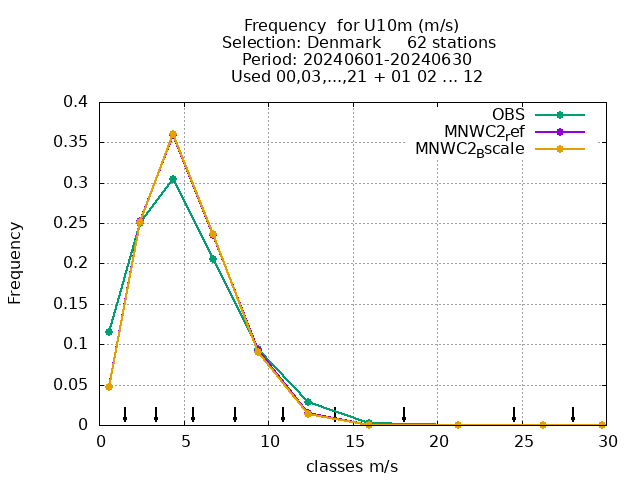 Frequency  for U10m (m/s)
Selection: Denmark     62 stations
Period: 20240601-20240630
Used 00,03,...,21 + 01 02 ... 12
OBS
MNWC2_ref
MNWC2_Bscale
Frequency
0.4
0.35
0.3
0.25
0.2
0.15
0.1
0.05
0
0 5 10 15 20 25 30
classes m/s